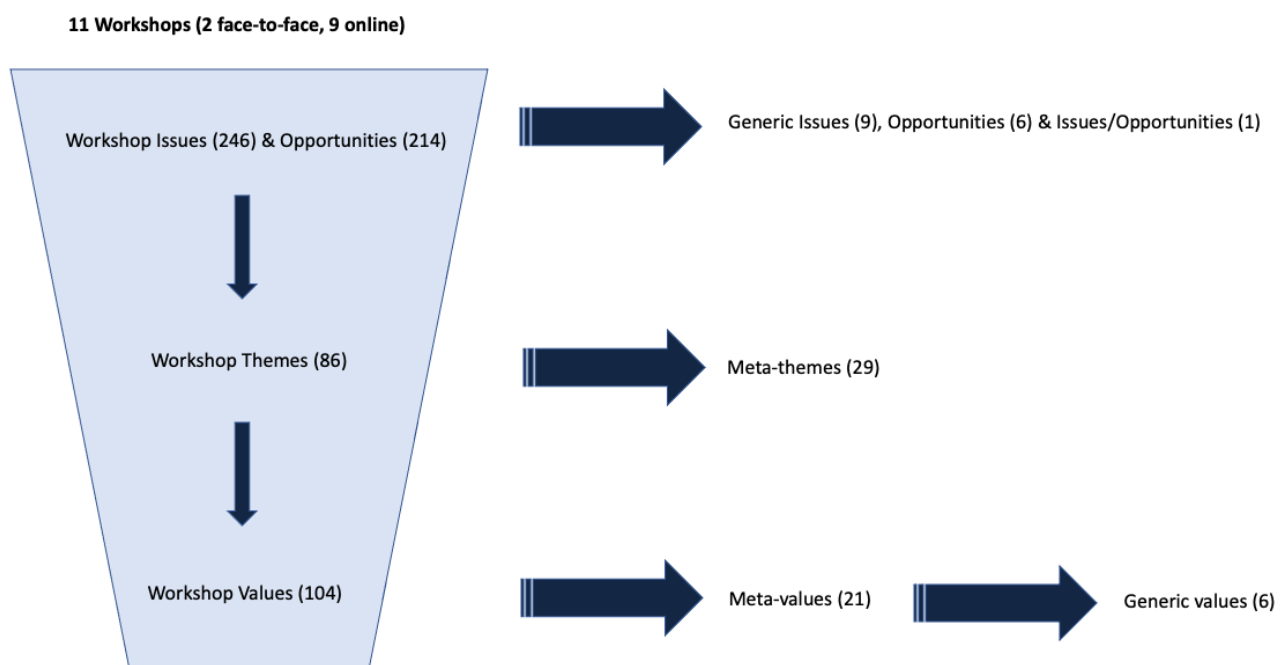 11 Workshops (2 face-to-face, 9 online)
Workshop Issues (246) & Opportunities (214)
Generic Issues (9), Opportunities (6) & Issues/Opportunities (1)
Workshop Themes (86)
Meta-themes (29)
Workshop Values (104)
Meta-values (21)
Generic values (6)